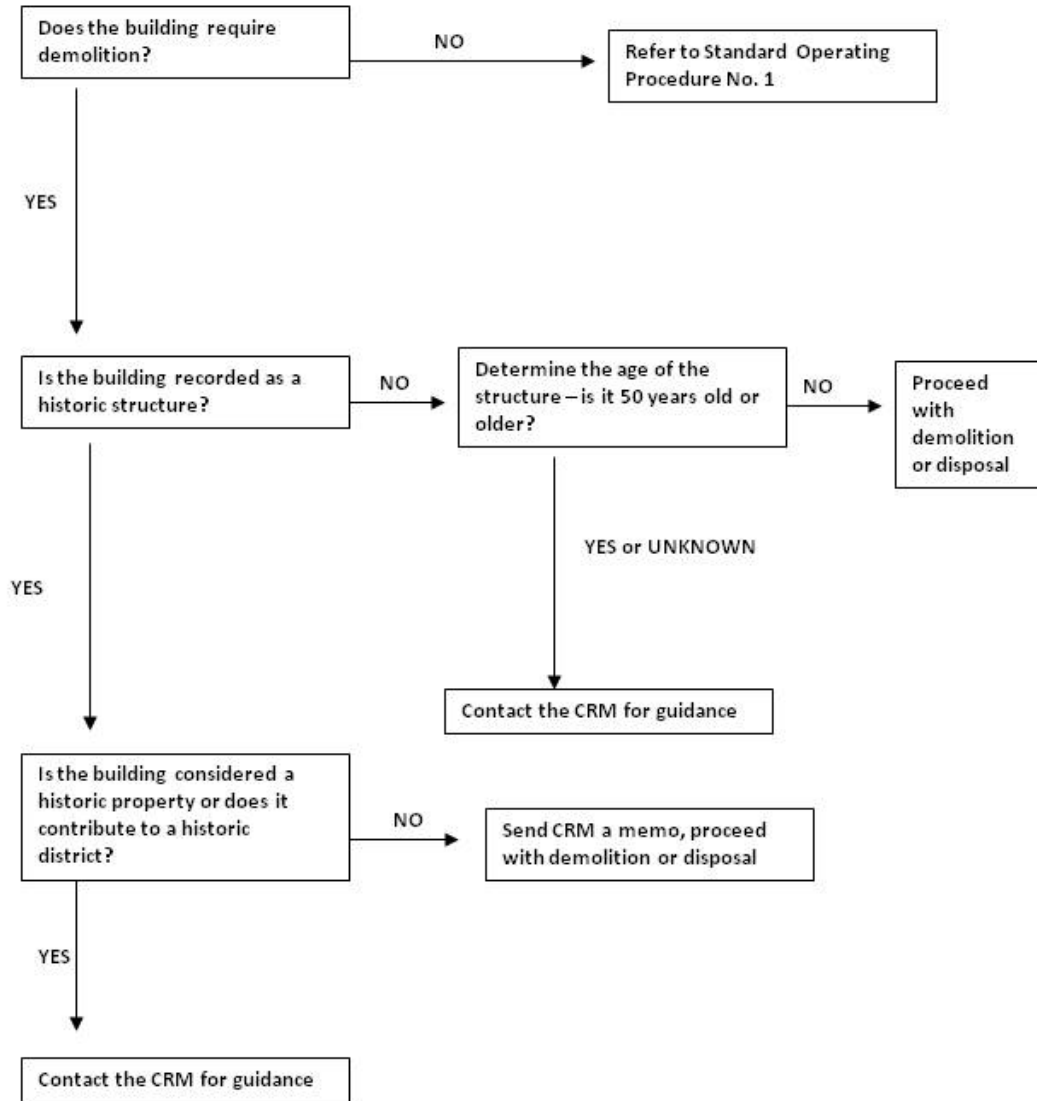 Does the building require
demolition?
NO
Refer to Standard Operating
Procedure No. 1
YES
Is the building recorded as a
historic structure?
NO
Determine the age of the
structure – is it 50 years old or
older?
NO
Proceed
with
demolition
or disposal
YES or UNKNOWN
YES
Contact the CRM for guidance
Is the building considered a
historic property or does it
contribute to a historic
district?
NO
Send CRM a memo, proceed
with demolition or disposal
YES
Contact the CRM for guidance